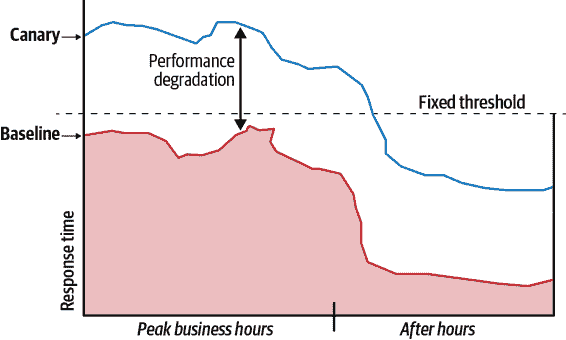 Canary
Performance
degradation
Fixed threshold
Baseline
Response time
Peak business hours
After hours